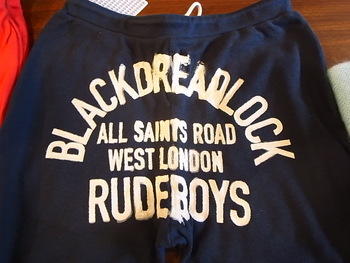 BLACKDREADLOCK
ALL SAINTS ROAD
WEST LONDON
RUDEBOYS